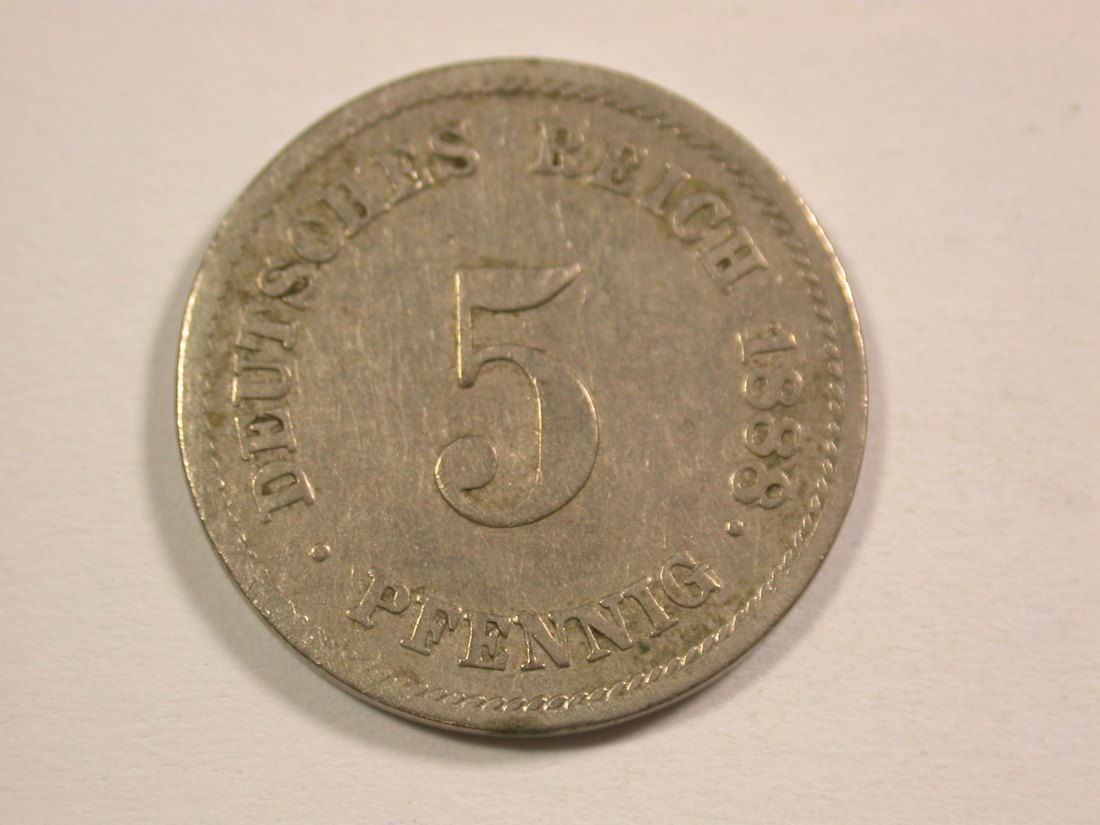 DEUTSCHES REICH 1888
5
· PFENNIG ·